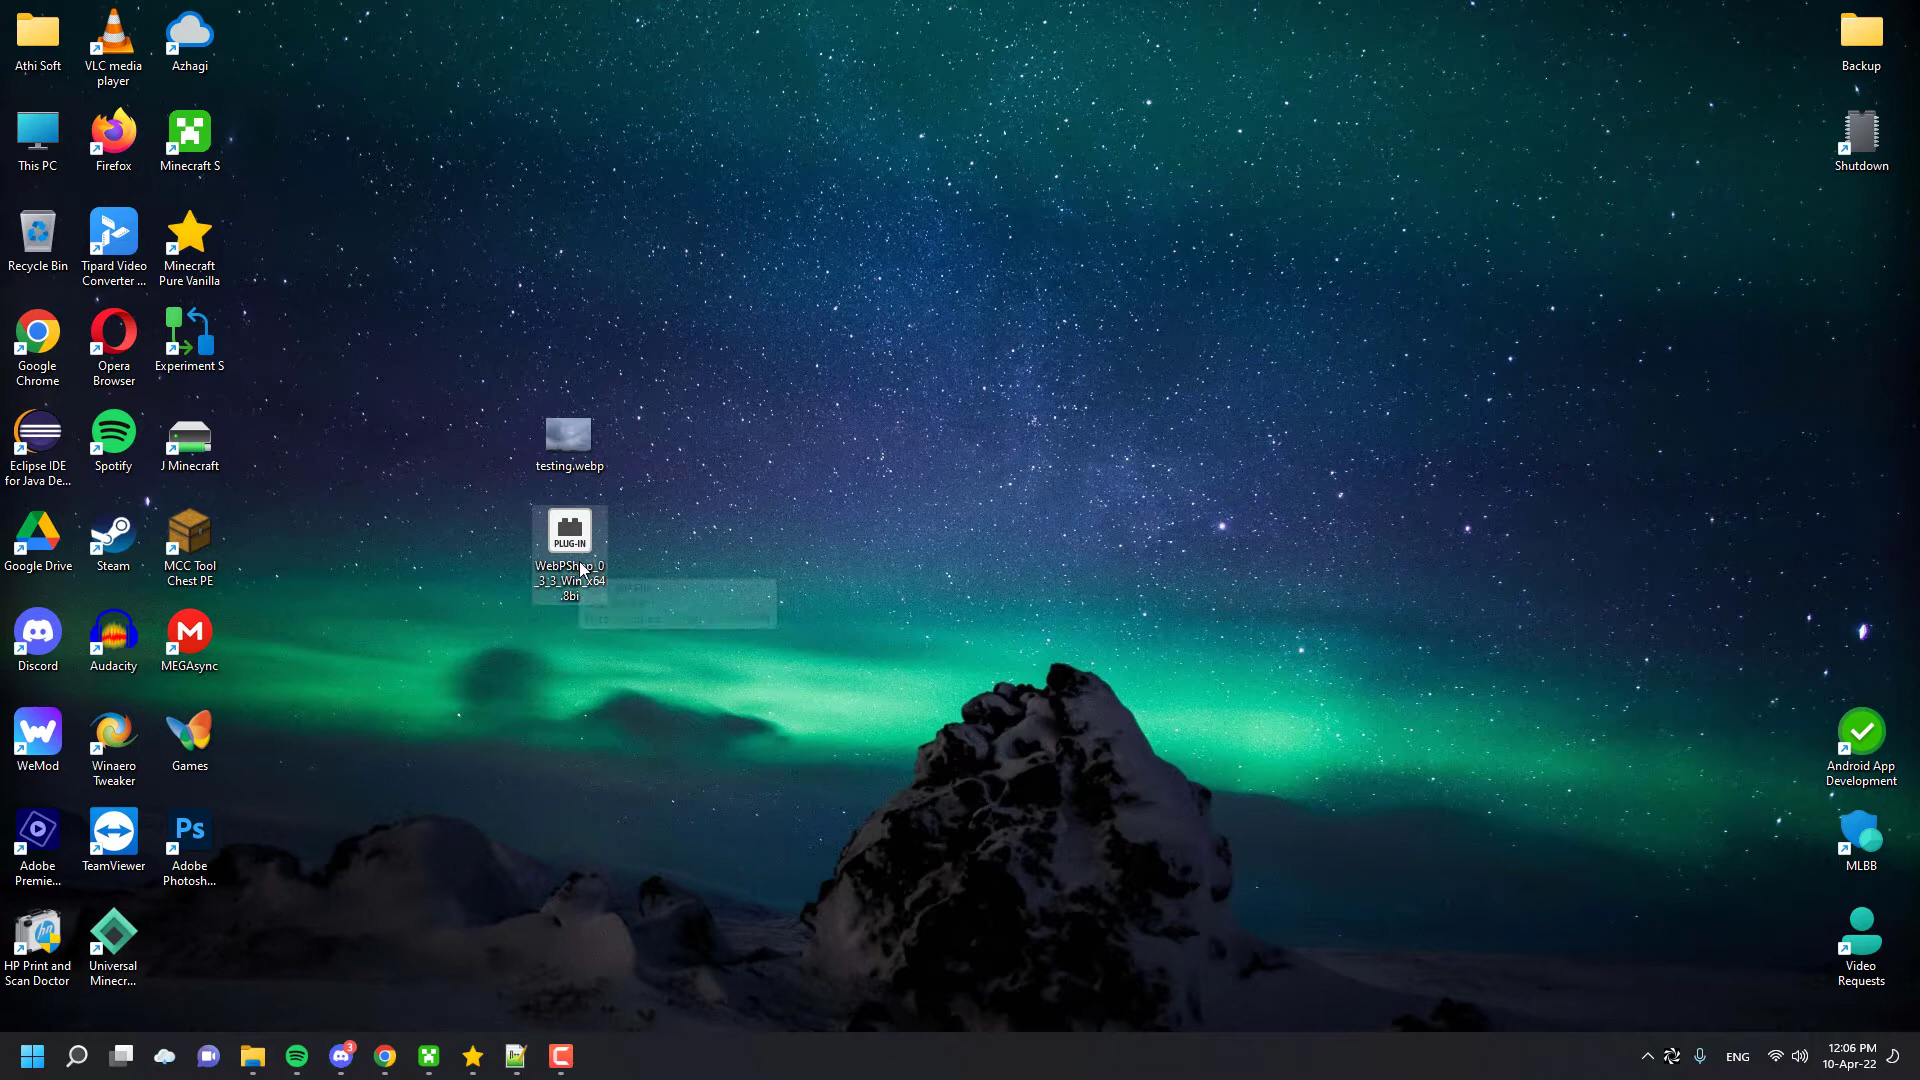 Athi Soft
VLC media
player
Azhagi
Backup
This PC
Firefox
Minecraft S
Shutdown
Recycle Bin
Tipard Video
Converter ...
Minecraft
Pure Vanilla
Google
Chrome
Opera
Browser
Experiment S
Eclipse IDE
for Java De...
Spotify
J Minecraft
testing.webp
Google Drive
Steam
MCC Tool
Chest PE
PLUG-IN
WebPShop_0
_3_3_Win_x64
.8bi
Discord
Audacity
MEGAsync
WeMod
Winaero
Tweaker
Games
Android App
Development
Adobe
Premie...
TeamViewer
Ps
Adobe
Photosh...
MLBB
HP Print and
Scan Doctor
Universal
Minecr...
Video
Requests
3
ENG
12:06 PM
10-Apr-22